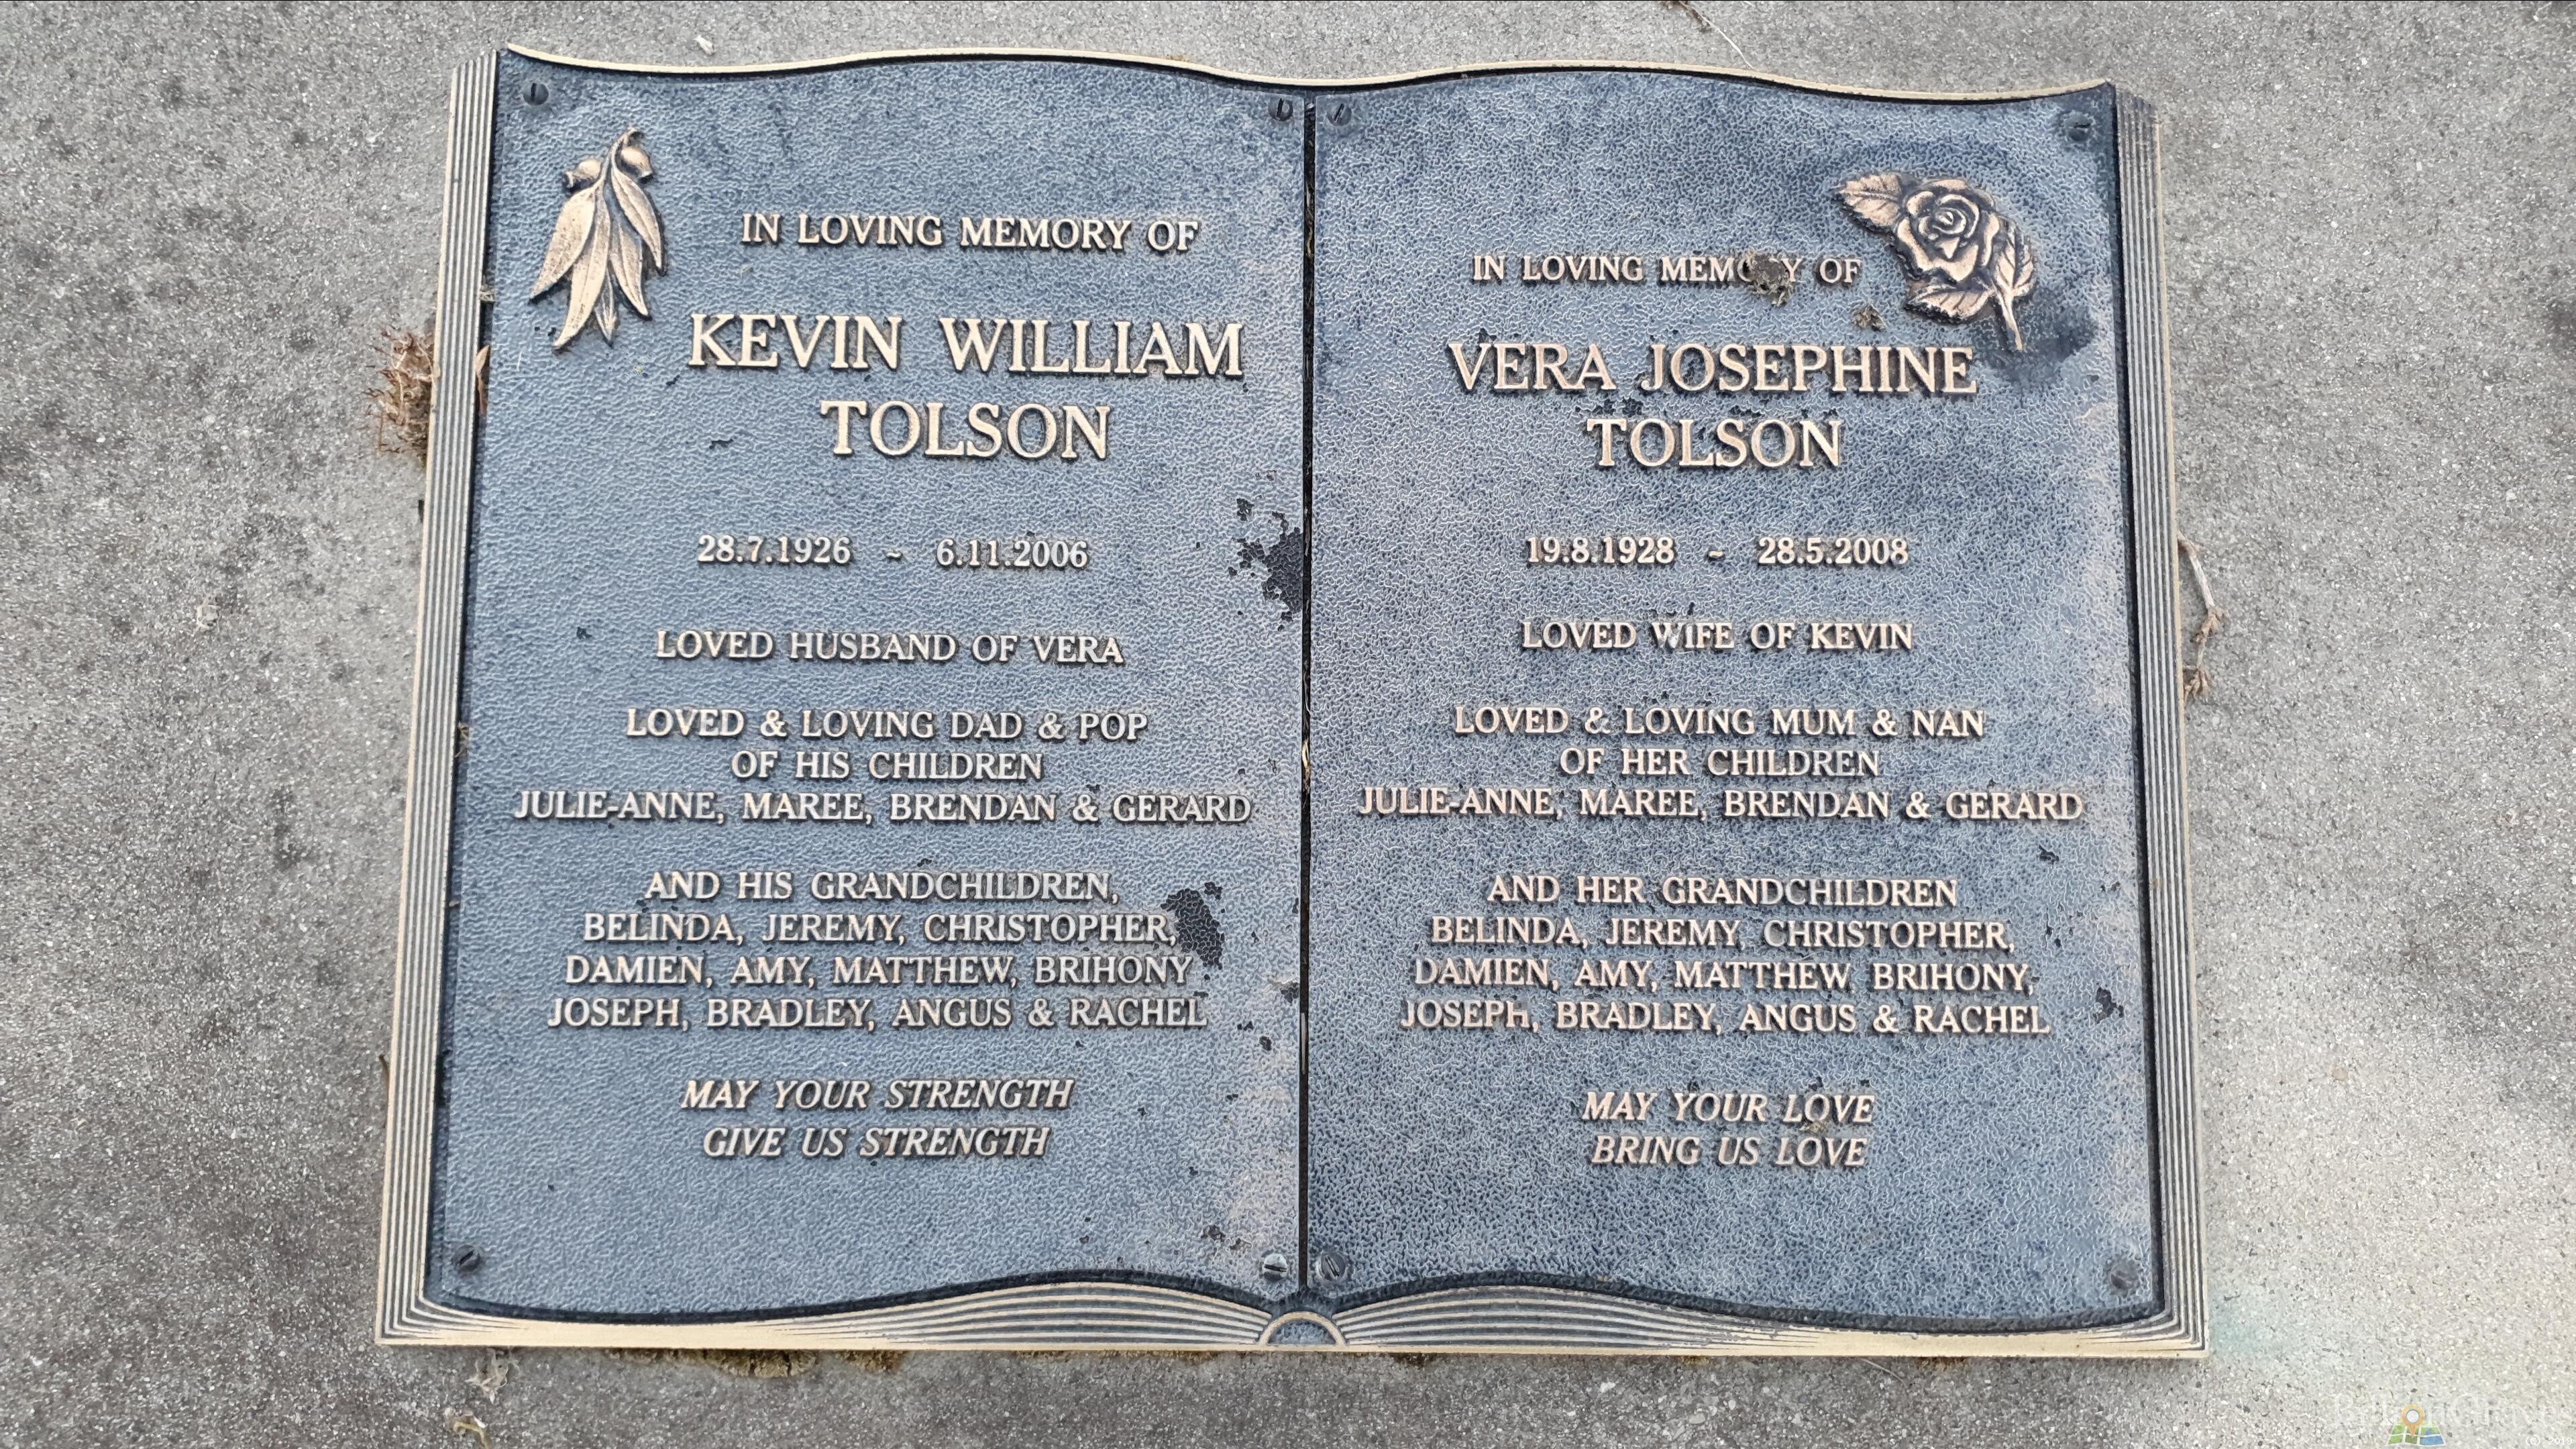 IN LOVING MEMORY OF
KEVIN WILLIAM
TOLSON
28.7.1926 ~ 6.11.2006
LOVED HUSBAND OF VERA
LOVED & LOVING DAD & POP
OF HIS CHILDREN
JULIE-ANNE, MAREE, BRENDAN & GERARD
AND HIS GRANDCHILDREN,
BELINDA, JEREMY, CHRISTOPHER,
DAMIEN, AMY, MATTHEW, BRIHONY
JOSEPH, BRADLEY, ANGUS & RACHEL
MAY YOUR STRENGTH
GIVE US STRENGTH
IN LOVING MEMORY OF
VERA JOSEPHINE
TOLSON
19.8.1928 ~ 28.5.2008
LOVED WIFE OF KEVIN
LOVED & LOVING MUM & NAN
OF HER CHILDREN
JULIE-ANNE, MAREE, BRENDAN & GERARD
AND HER GRANDCHILDREN
BELINDA, JEREMY, CHRISTOPHER,
DAMIEN, AMY, MATTHEW BRIHONY,
JOSEPH, BRADLEY, ANGUS & RACHEL
MAY YOUR LOVE
BRING US LOVE